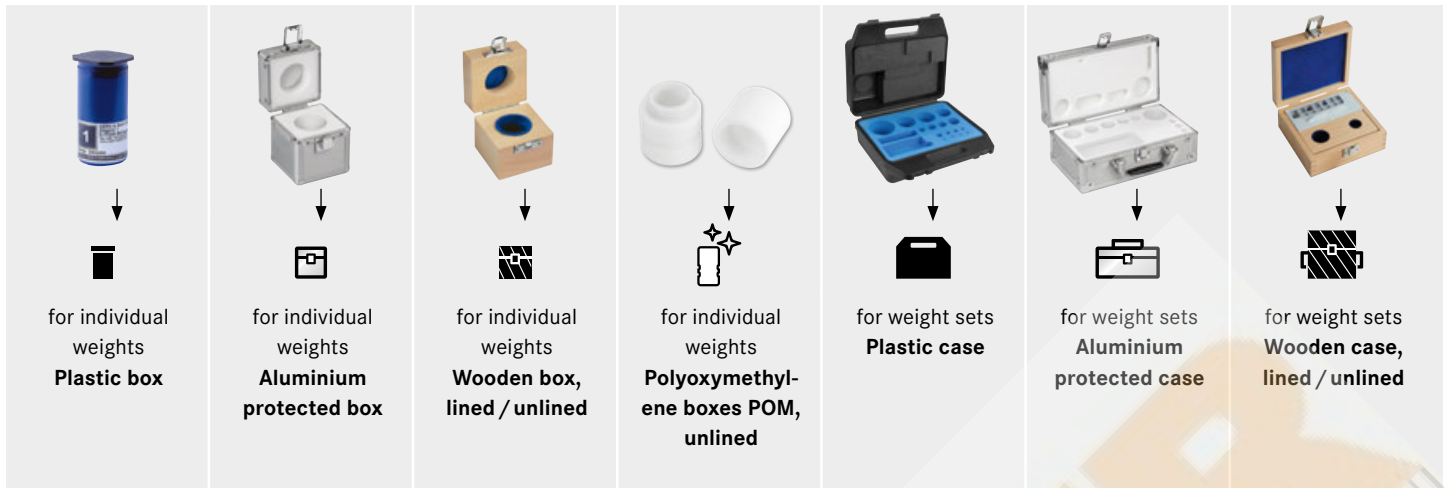 1
for individual
weights
Plastic box
for individual
weights
Aluminium
protected box
for individual
weights
Wooden box,
lined / unlined
for individual
weights
Polyoxymethyl-
ene boxes POM,
unlined
for weight sets
Plastic case
for weight sets
Aluminium
protected case
for weight sets
Wooden case,
lined / unlined